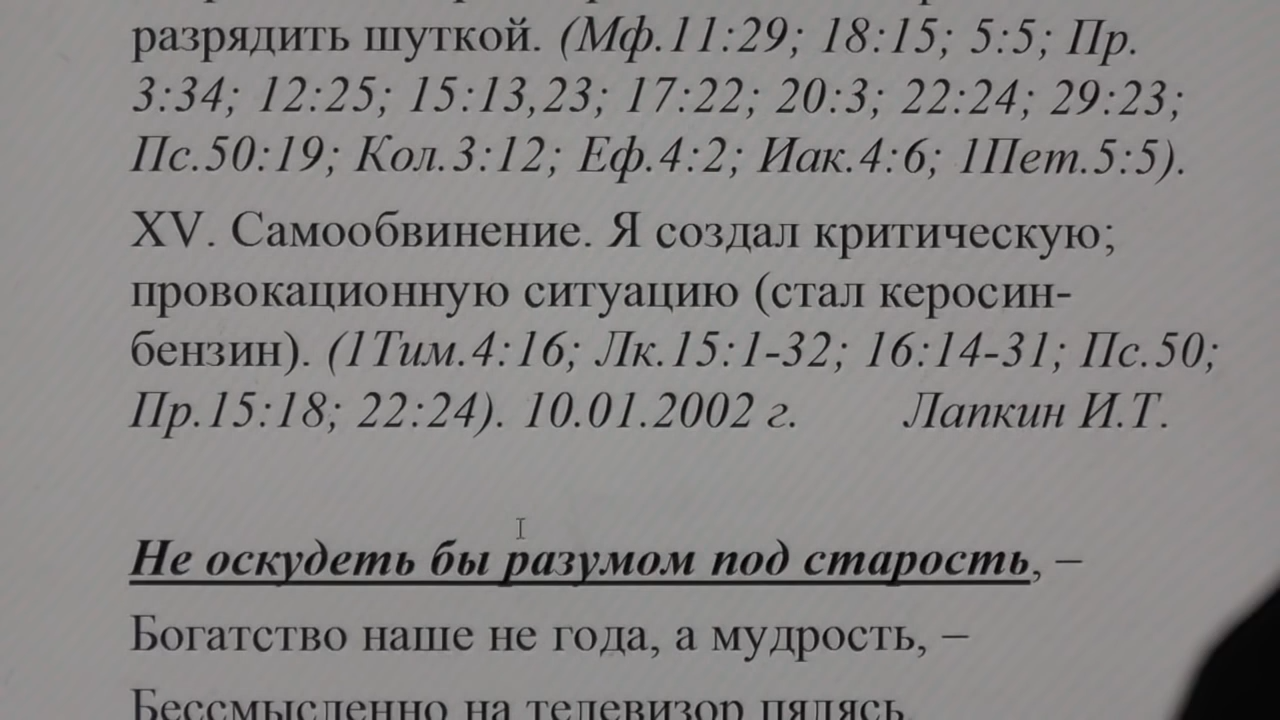 разрядить шуткой. (Мф.11:29; 18:15; 5:5; Пр.
3:34; 12:25; 15:13,23; 17:22; 20:3; 22:24; 29:23;
Пс.50:19; Кол.3:12; Еф.4:2; Иак.4:6; 1Пет.5:5).
XV. Самообвинение. Я создал критическую;
провокационную ситуацию (стал керосин-
бензин). (1Тим.4:16; Лк.15:1-32; 16:14-31; Пс.50;
Пр.15:18; 22:24). 10.01.2002 г. Лапкин И.Т.
Не оскудеть бы разумом под старость, –
Богатство наше не года, а мудрость, –
Бессмысленно на телевизор пялясь